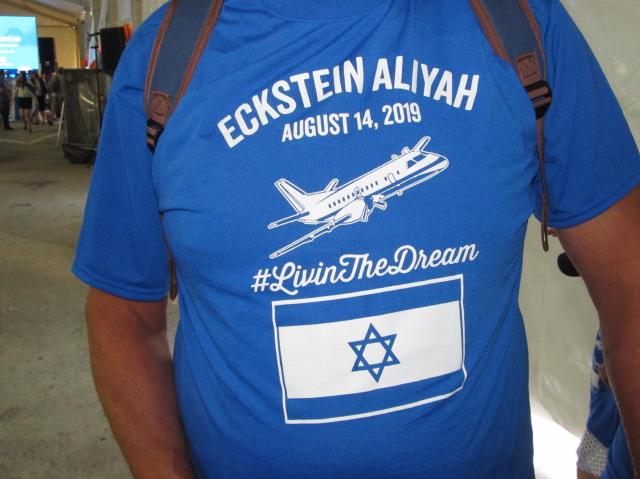 ECKSTEIN ALIYAH
AUGUST 14, 2019
#LivinTheDream